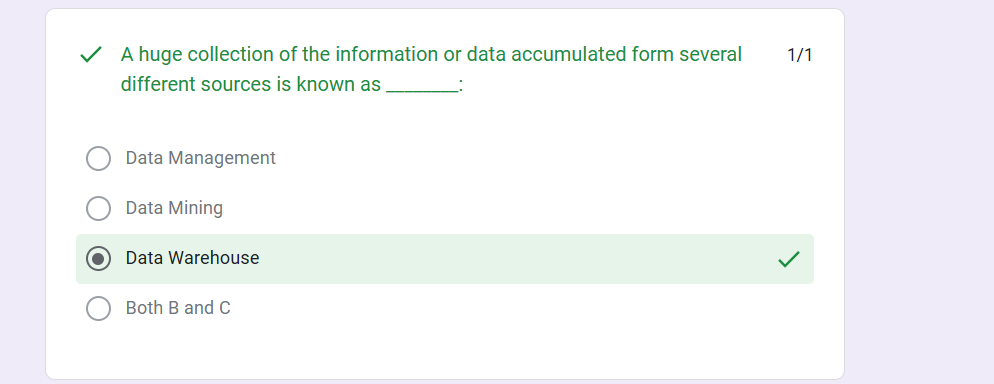 A huge collection of the information or data accumulated form several 1/1
different sources is known as ________:
Data Management
Data Mining
Data Warehouse
Both B and C